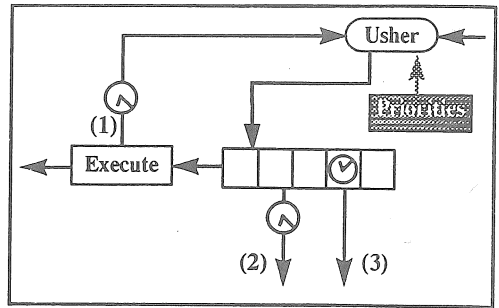 Usher
Priorities
(1)
Execute
(2)
(3)